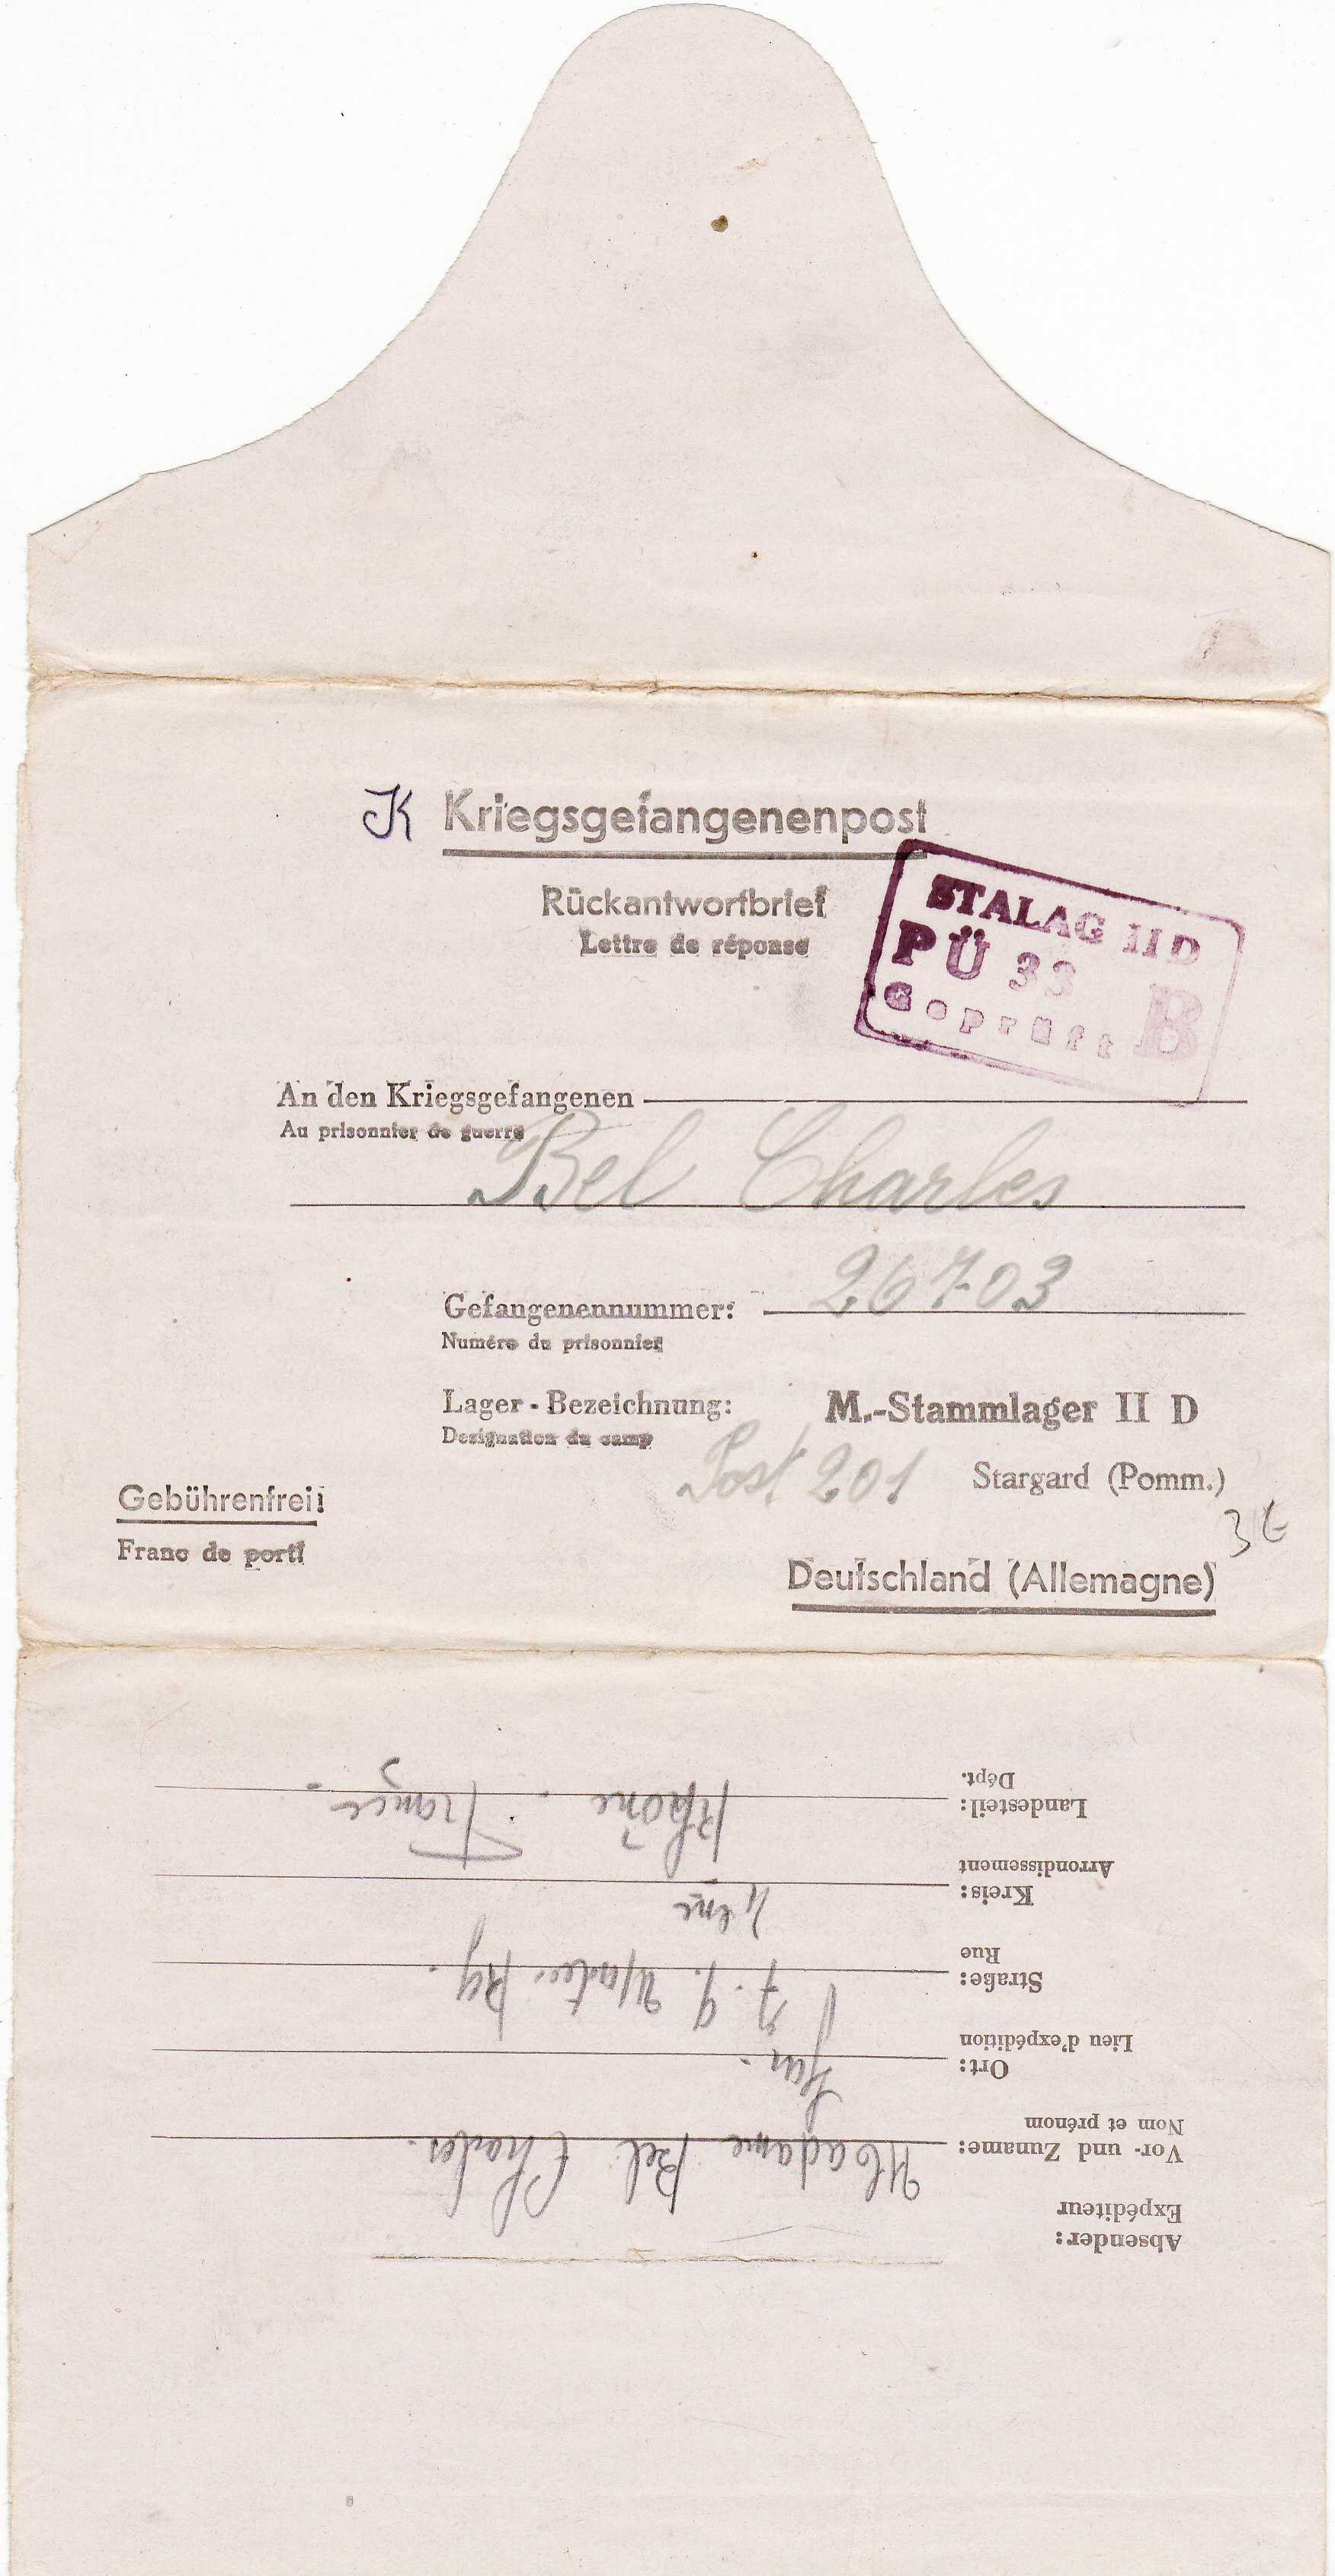 K Kriegsgefangenenpost
Rückantwortbrief
Lettre de réponse
STALAG II D
PÜ 33 B
Geprüft
An den Kriegsgefangenen
Au prisonnier de guerre
Bel Charles
Gefangenennummer: 26703
Numéro du prisonnier
Lager-Bezeichnung: M.-Stammlager II D
Designation du camp
Post 201 Stargard (Pomm.)
Gebührenfrei!
Franc de port!
3€
Deutschland (Allemagne)
Absender:
Expéditeur
Vor- und Zuname: Madame Bel Charles.
Nom et prénom
Ort:
Lieu d'expédition
Straße:
Rue
Kreis:
Arrondissement
Landesteil: Rhône. France
Dépt.